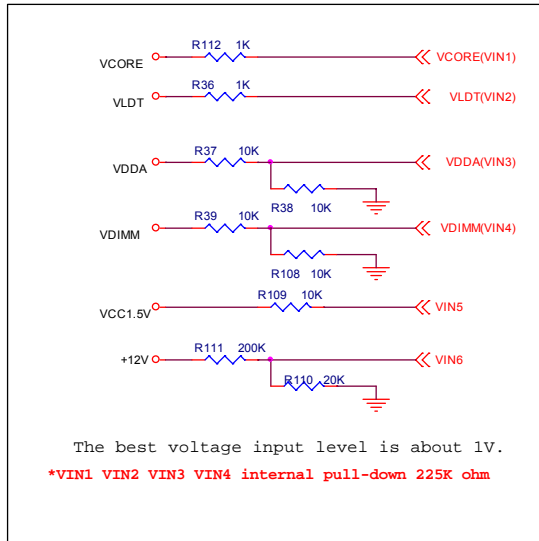 R112 1K
VCORE VCORE(VIN1)
R36 1K
VLDT VLDT(VIN2)
R37 10K
VDDA VDDA(VIN3)
R38 10K
R39 10K
VDIMM VDIMM(VIN4)
R108 10K
R109 10K
VCC1.5V VIN5
R111 200K
+12V VIN6
R110 20K
The best voltage input level is about 1V.
*VIN1 VIN2 VIN3 VIN4 internal pull-down 225K ohm